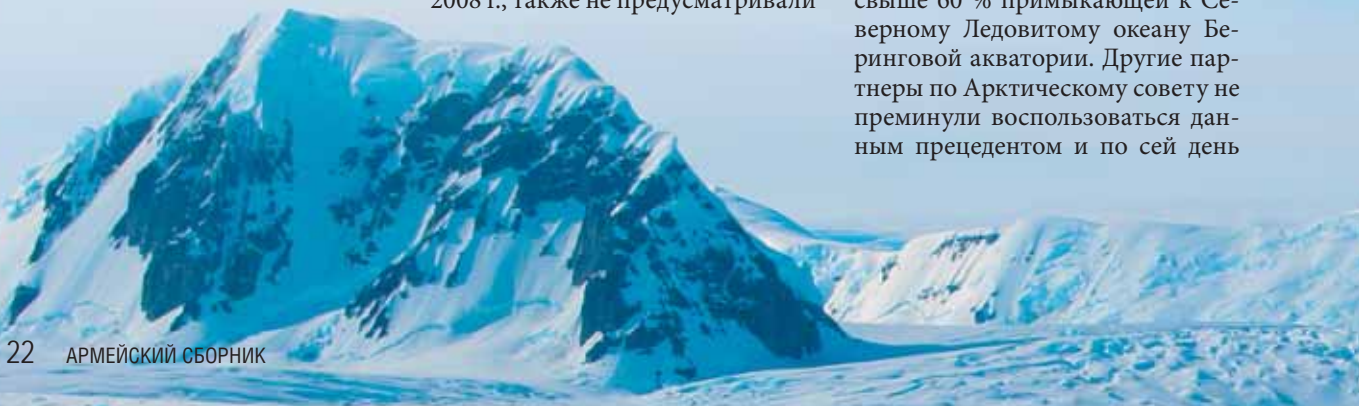 2008 г., также не предусматривали
свыше 60 % примыкающей к Се-
верному Ледовитому океану Бе-
ринговой акватории. Другие пар-
тнеры по Арктическому совету не
преминули воспользоваться дан-
ным прецедентом и по сей день
22 АРМЕЙСКИЙ СБОРНИК